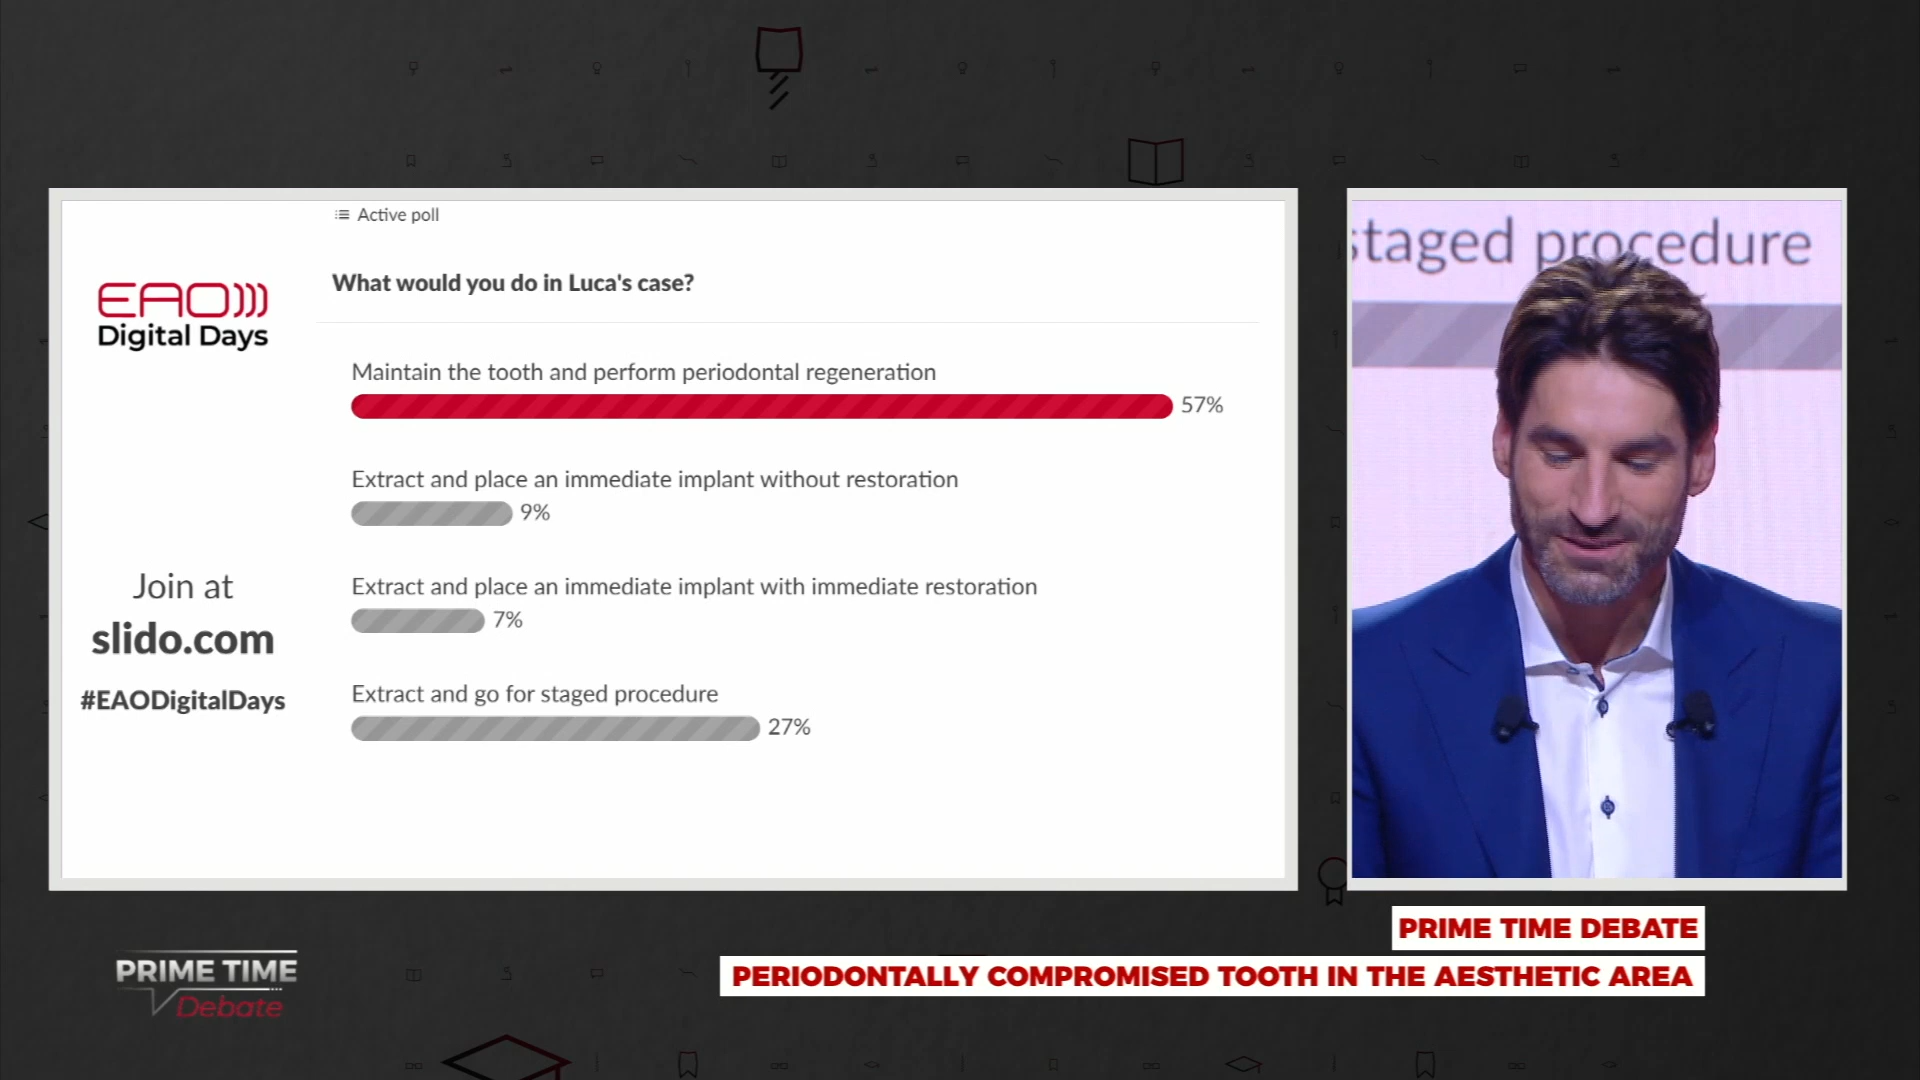 Active poll
EAO)))
Digital Days
What would you do in Luca's case?
Maintain the tooth and perform periodontal regeneration
57%
Extract and place an immediate implant without restoration
9%
Extract and place an immediate implant with immediate restoration
7%
Extract and go for staged procedure
27%
Join at
slido.com
#EAODigitalDays
staged procedure
PRIME TIME DEBATE
PERIODONTALLY COMPROMISED TOOTH IN THE AESTHETIC AREA
PRIME TIME
Debate